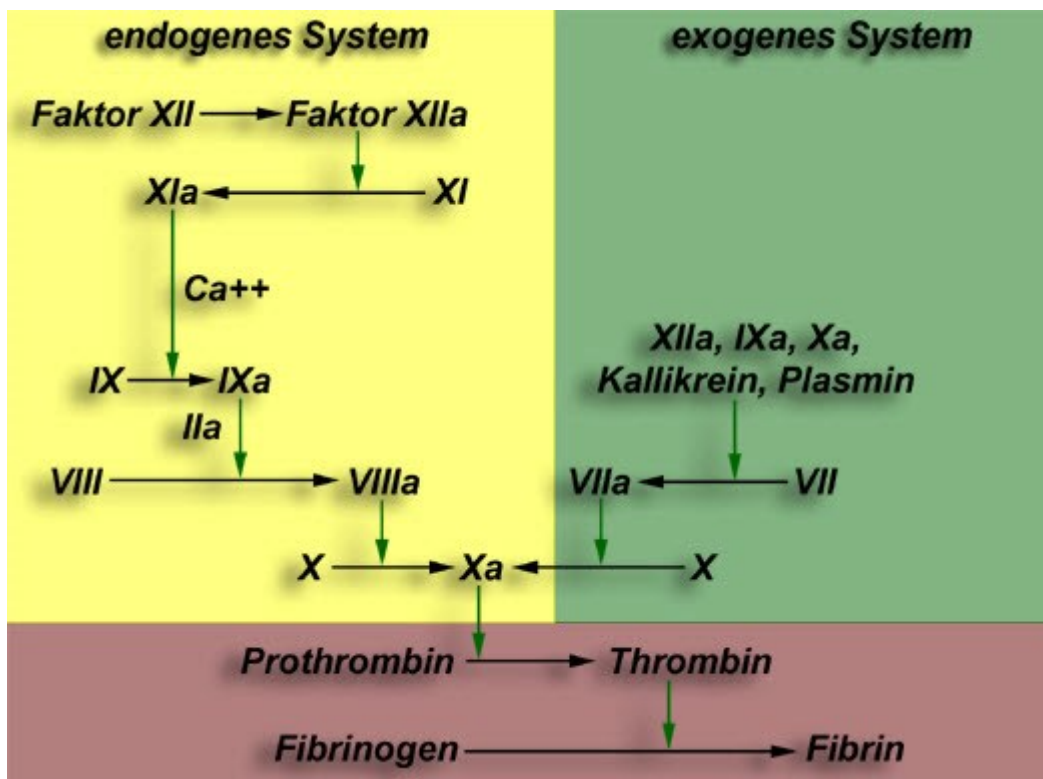 endogenes System
exogenes System
Faktor XII Faktor XIIa
XIa XI
Ca++
XIIa, IXa, Xa,
Kallikrein, Plasmin
IX IXa
IIa
VIII VIIIa VIIa VII
X Xa X
Prothrombin Thrombin
Fibrinogen Fibrin